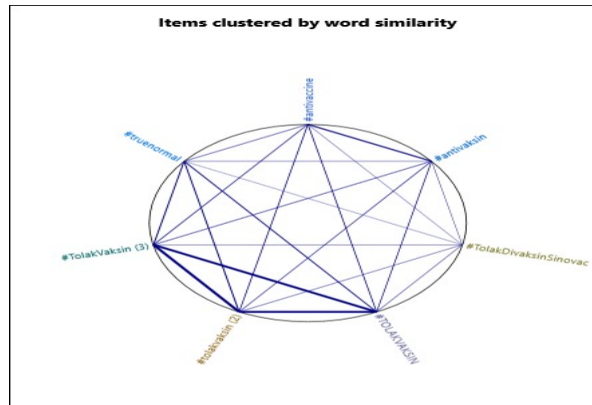 Items clustered by word similarity
#antivaccine
#truenormal
#antivaksin
#TolakVaksin (3)
#TolakDivaksinSinovac
#tolakvaksin (2)
#TOLAKVAKSIN